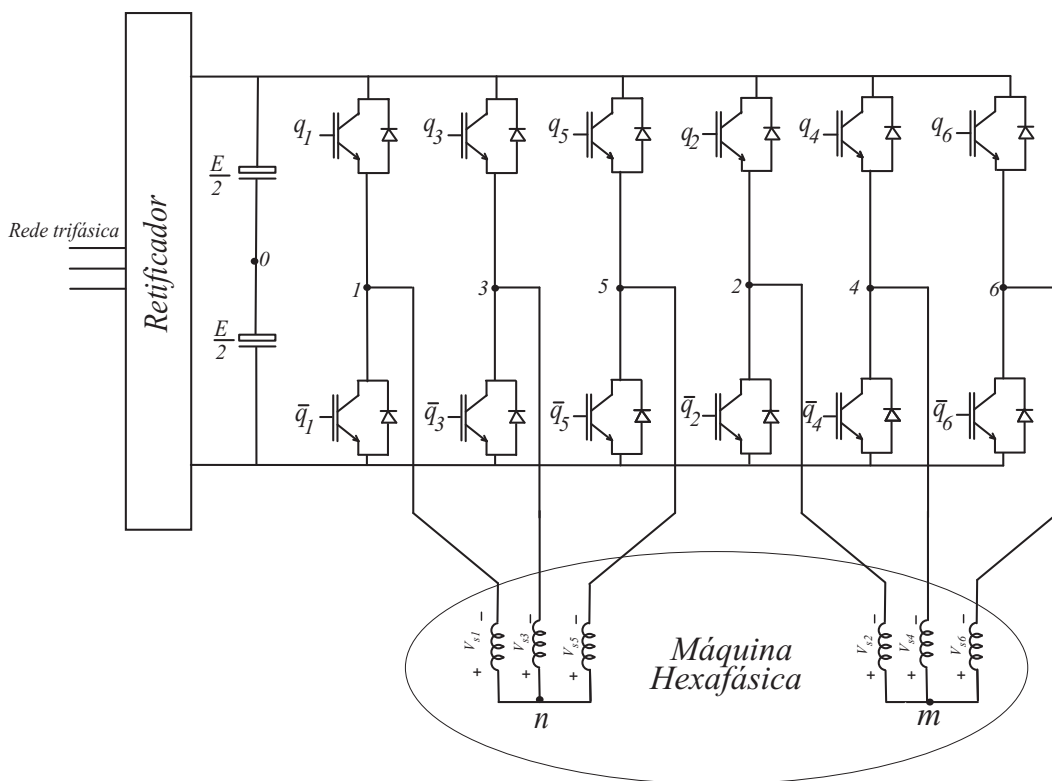 Rede trifásica
Retificador
E
2
0
E
2
q1
q3
q5
q2
q4
q6
1
3
5
2
4
6
q̅1
q̅3
q̅5
q̅2
q̅4
q̅6
−
−
−
−
−
−
Vs1
Vs3
Vs5
Vs2
Vs4
Vs6
+
+
+
+
+
+
Máquina
Hexafásica
n
m